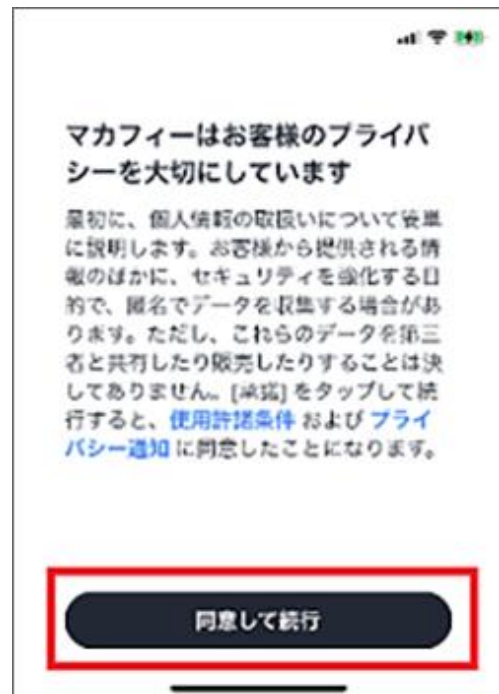 マカフィーはお客様のプライバ
シーを大切にしています
最初に、個人情報の取扱いについて簡単
に説明します。お客様から提供される情
報のほかに、セキュリティを強化する目
的で、匿名でデータを収集する場合があ
ります。ただし、これらのデータを第三
者と共有したり販売したりすることは決
してありません。[承諾] をタップして続
行すると、使用許諾条件 および プライ
バシー通知 に同意したことになります。
同意して続行